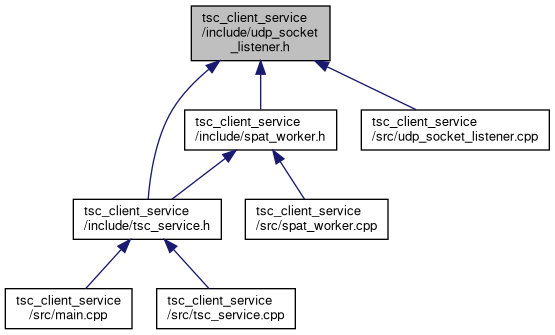 tsc_client_service
/include/udp_socket
_listener.h
tsc_client_service
/include/spat_worker.h
tsc_client_service
/src/udp_socket_listener.cpp
tsc_client_service
/include/tsc_service.h
tsc_client_service
/src/spat_worker.cpp
tsc_client_service
/src/main.cpp
tsc_client_service
/src/tsc_service.cpp